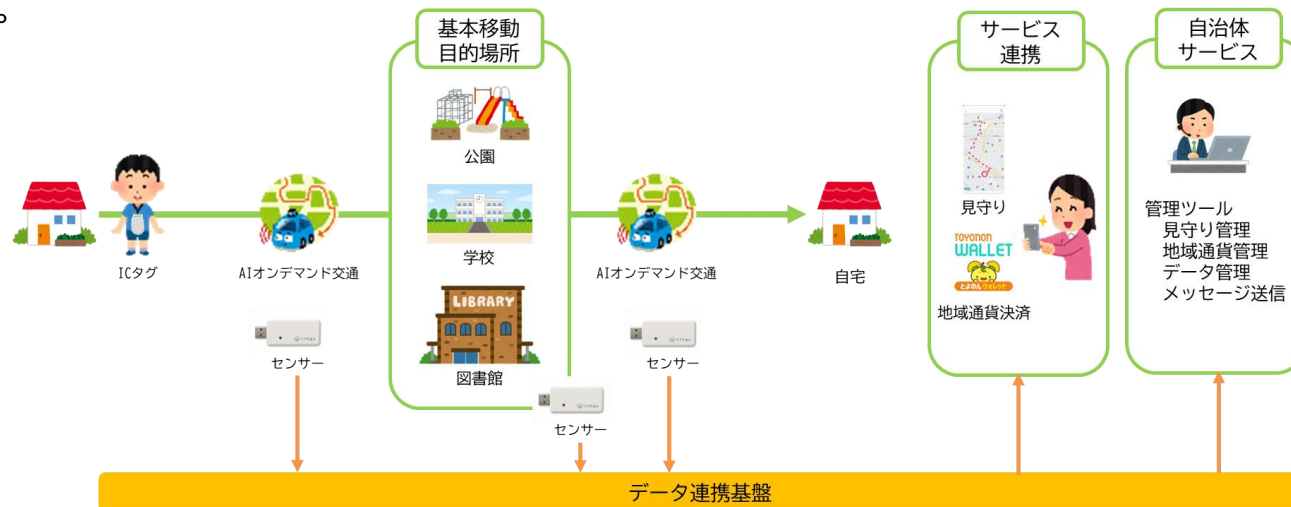 。
基本移動
目的場所
サービス
連携
自治体
サービス
公園
学校
LIBRARY
図書館
ICタグ
AIオンデマンド交通
AIオンデマンド交通
自宅
センサー
センサー
センサー
見守り
TOYONON
WALLET
とよのんウォレット
地域通貨決済
管理ツール
見守り管理
地域通貨管理
データ管理
メッセージ送信
データ連携基盤